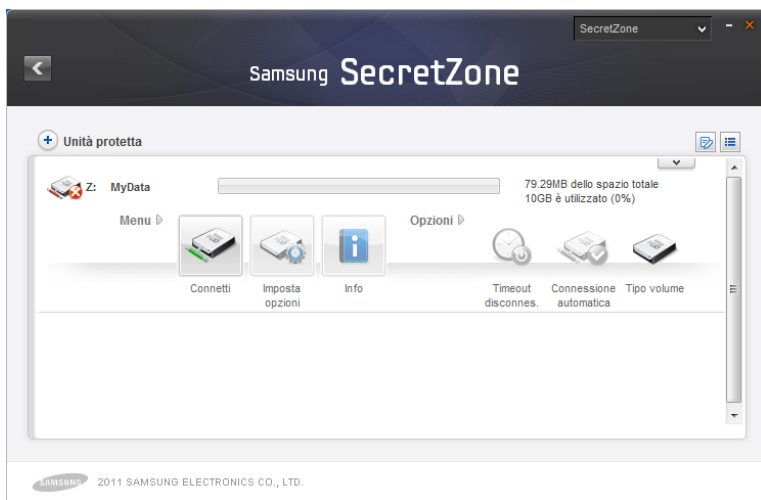 SecretZone
Samsung SecretZone
Unità protetta
Z: MyData
79.29MB dello spazio totale
10GB è utilizzato (0%)
Menu
Opzioni
Connetti
Imposta
opzioni
Info
Timeout
disconnes.
Connessione
automatica
Tipo volume
SAMSUNG 2011 SAMSUNG ELECTRONICS CO., LTD.